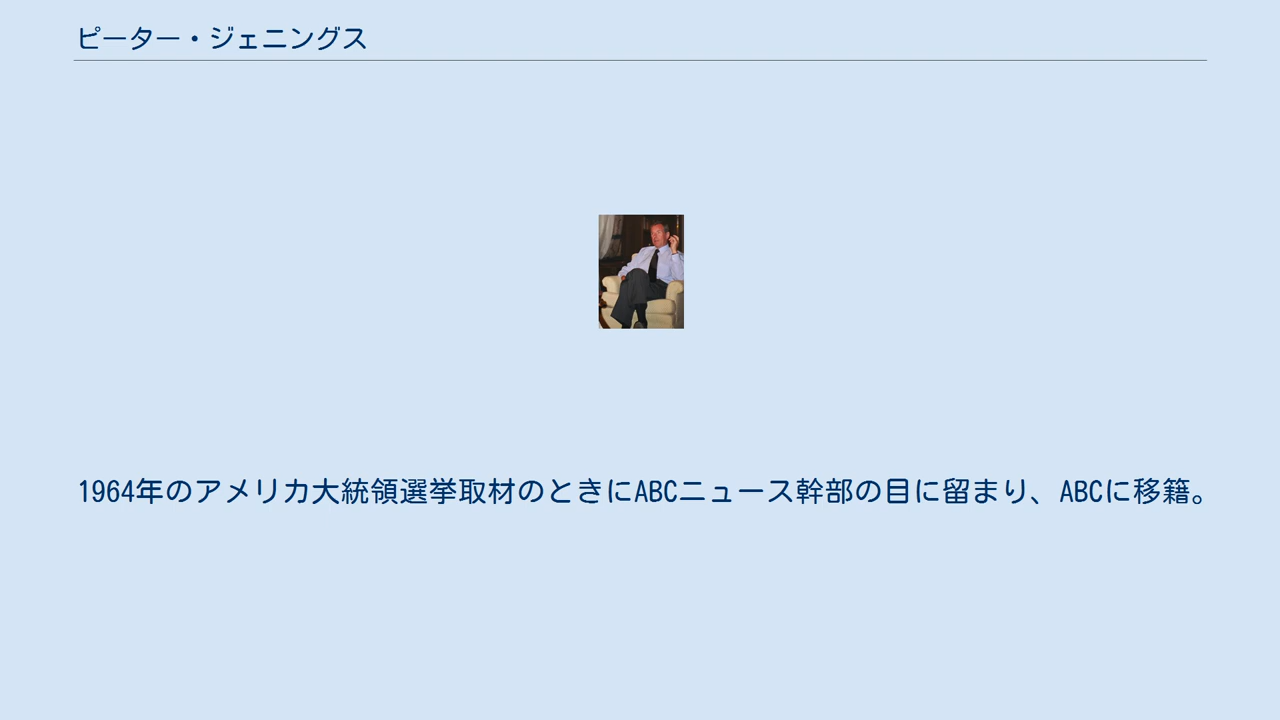 ピーター・ジェニングス
1964年のアメリカ大統領選挙取材のときにABCニュース幹部の目に留まり、ABCに移籍。